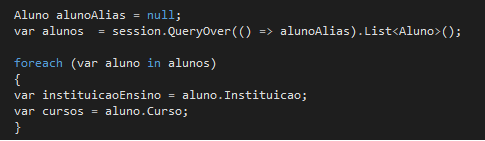 Aluno alunoAlias = null;
var alunos  = session.QueryOver(() => alunoAlias).List<Aluno>();
foreach (var aluno in alunos)
{
var instituicaoEnsino = aluno.Instituicao;
var cursos = aluno.Curso;
}